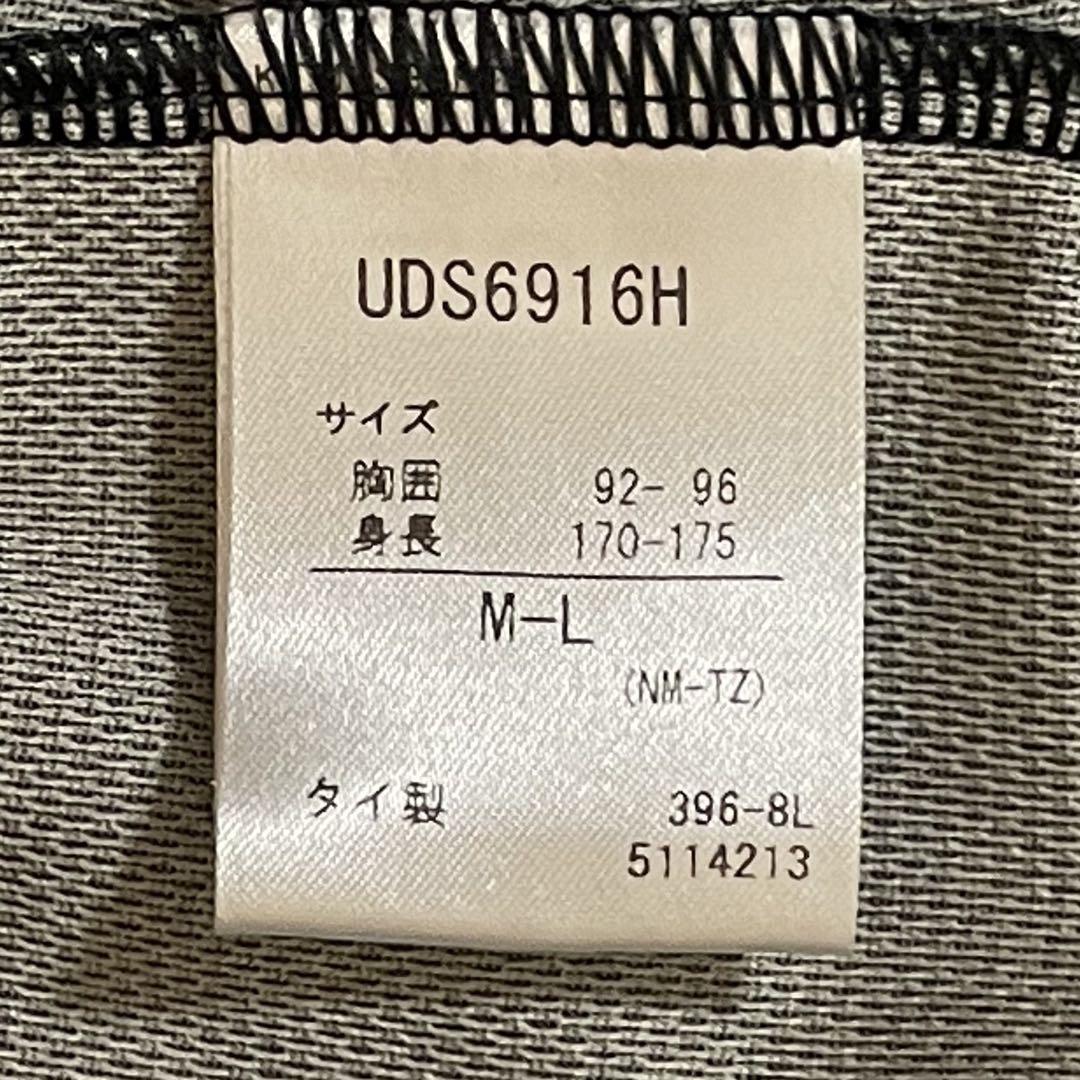 UDS6916H
サイズ
胸囲 92- 96
身長 170-175
M-L
(NM-TZ)
タイ製 396-8L
5114213